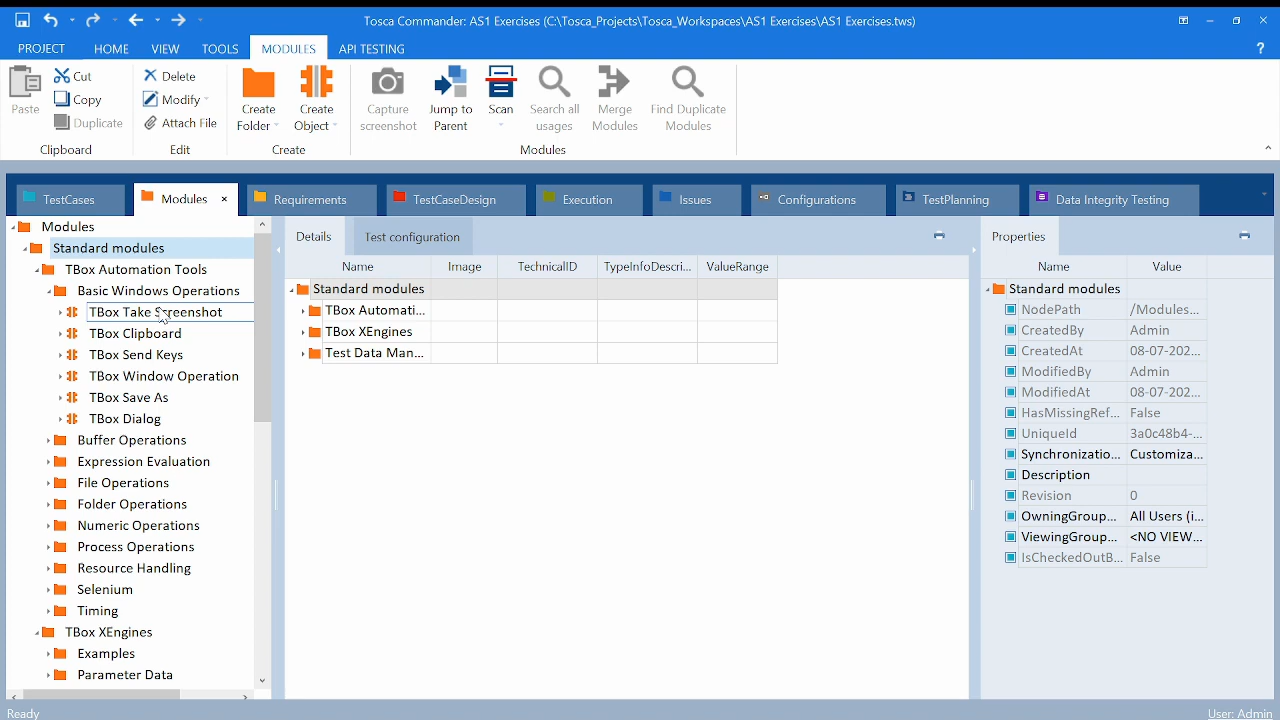 Tosca Commander: AS1 Exercises (C:\Tosca_Projects\Tosca_Workspaces\AS1 Exercises\AS1 Exercises.tws)
PROJECT HOME VIEW TOOLS MODULES API TESTING ?
Paste
Cut
Copy
Duplicate
Clipboard
Delete
Modify
Attach File
Edit
Create Folder
Create Object
Create
Capture screenshot
Jump to Parent
Scan
Search all usages
Merge Modules
Find Duplicate Modules
Modules
TestCases Modules × Requirements TestCaseDesign Execution Issues Configurations TestPlanning Data Integrity Testing
Modules
Standard modules
TBox Automation Tools
Basic Windows Operations
TBox Take Screenshot
TBox Clipboard
TBox Send Keys
TBox Window Operation
TBox Save As
TBox Dialog
Buffer Operations
Expression Evaluation
File Operations
Folder Operations
Numeric Operations
Process Operations
Resource Handling
Selenium
Timing
TBox XEngines
Examples
Parameter Data
Details Test configuration
Name Image TechnicalID TypeInfoDescri... ValueRange
Standard modules
TBox Automati...
TBox XEngines
Test Data Man...
Properties
Name Value
Standard modules
NodePath /Modules...
CreatedBy Admin
CreatedAt 08-07-202...
ModifiedBy Admin
ModifiedAt 08-07-202...
HasMissingRef... False
UniqueId 3a0c48b4-...
Synchronizatio... Customiza...
Description
Revision 0
OwningGroup... All Users (i...
ViewingGroup... <NO VIEW...
IsCheckedOutB... False
Ready
User: Admin